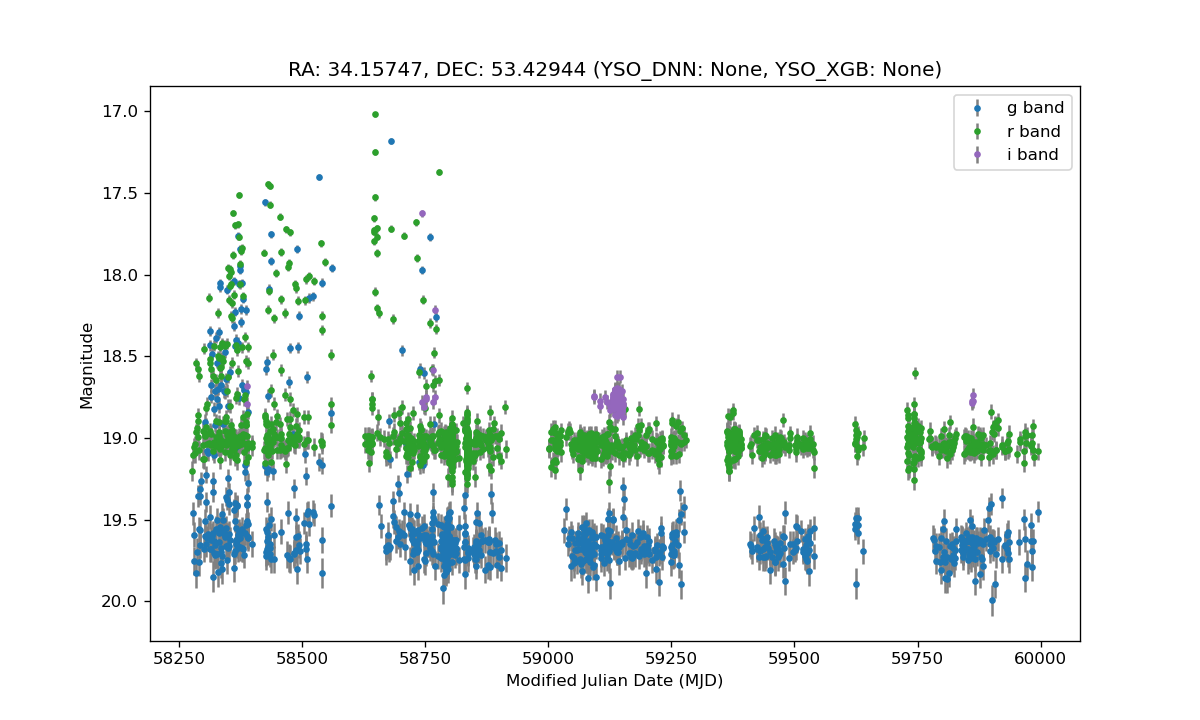 RA: 34.15747, DEC: 53.42944 (YSO_DNN: None, YSO_XGB: None)
g band
r band
i band
17.0
17.5
18.0
18.5
19.0
19.5
20.0
Magnitude
58250 58500 58750 59000 59250 59500 59750 60000
Modified Julian Date (MJD)